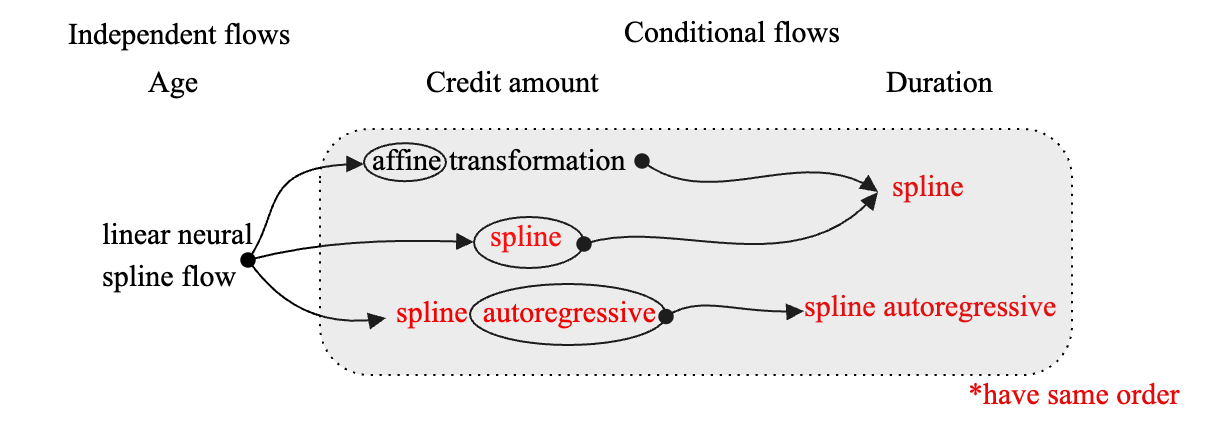 Independent flows
Conditional flows
Age
Credit amount
Duration
affine transformation
spline
linear neural
spline flow
spline
spline autoregressive
spline autoregressive
*have same order